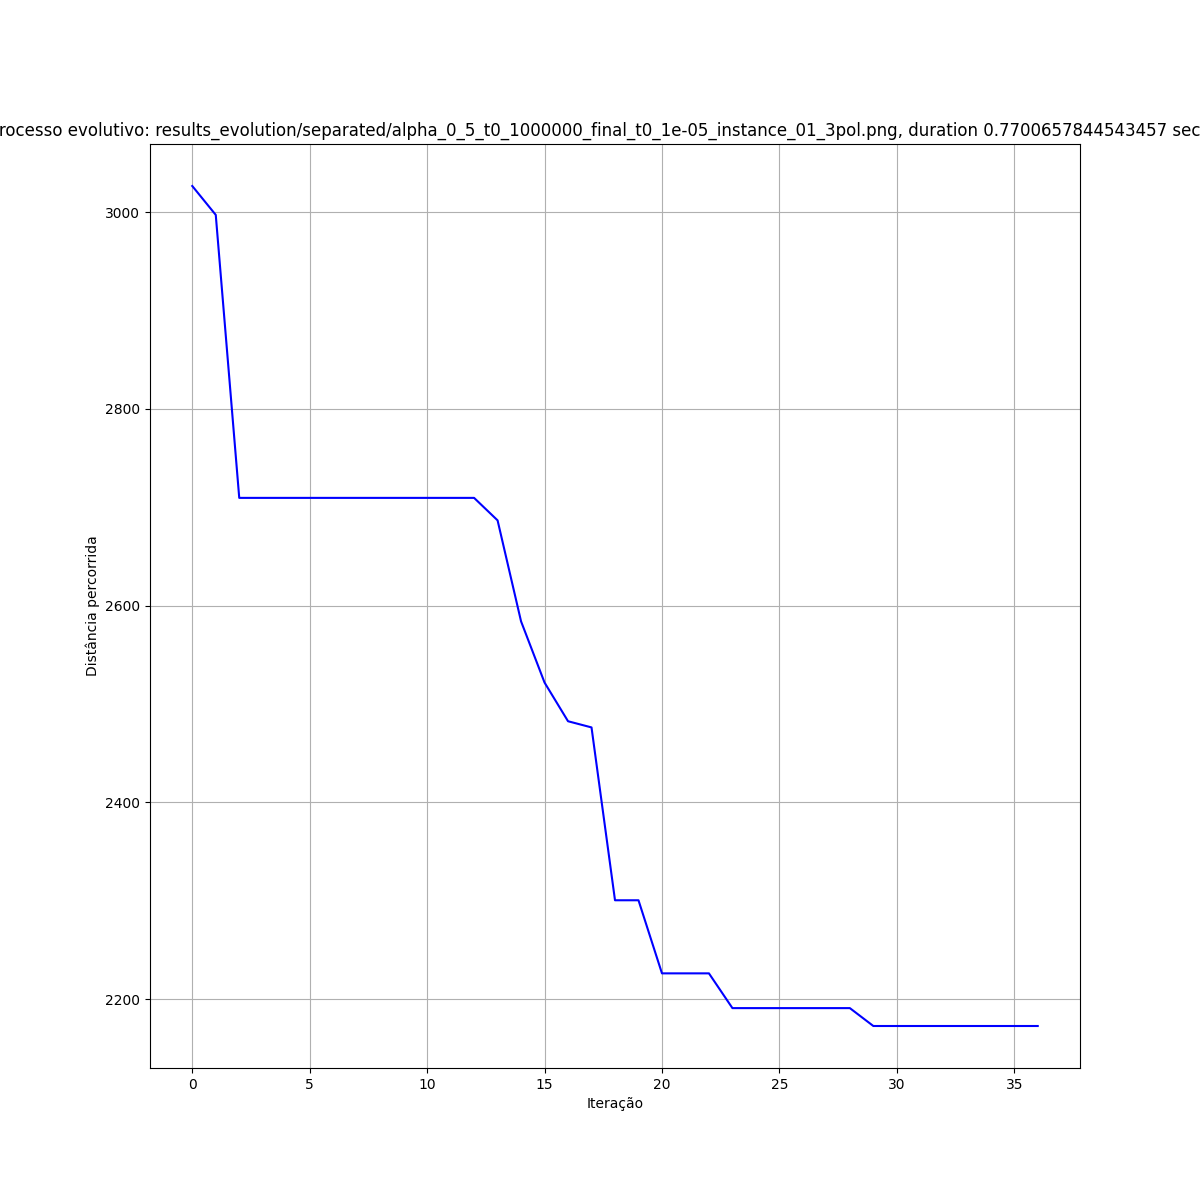 rocesso evolutivo: results_evolution/separated/alpha_0_5_t0_1000000_final_t0_1e-05_instance_01_3pol.png, duration 0.7700657844543457 sec
3000
2800
2600
2400
2200
Distância percorrida
0 5 10 15 20 25 30 35
Iteração